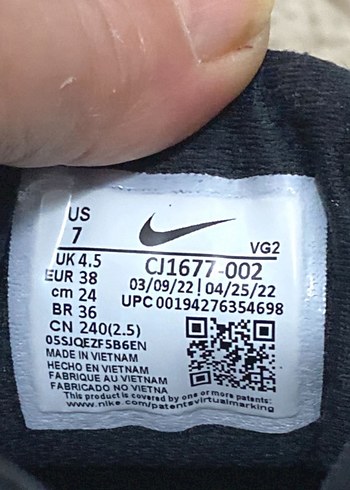 US
7
VG2
UK 4.5
EUR 38
cm 24
BR 36
CN 240(2.5)
CJ1677-002
03/09/22 | 04/25/22
UPC 00194276354698
05SJQEZF5B6EN
MADE IN VIETNAM
HECHO EN VIETNAM
FABRIQUE AU VIETNAM
FABRICADO NO VIETNA
This product is covered by one or more patents.
www.nike.com/patentsvirtualmarking